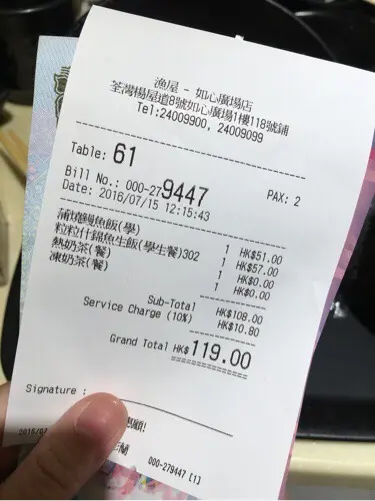 漁屋 - 如心廣場店
荃灣楊屋道8號如心廣場1樓118號鋪
Tel:24009900, 24009099
Table: 61
PAX: 2
Bill No.: 000-279447
Date: 2016/07/15 12:15:43
蒲燒鰻魚飯(學) 1 HK$51.00
粒粒什錦魚生飯(學生餐)302 1 HK$57.00
熱奶茶(餐) 1 HK$0.00
凍奶茶(餐) 1 HK$0.00
Sub-Total HK$108.00
Service Charge (10%) HK$10.80
Grand Total HK$119.00
Signature :
2016/07
000-279447 [1]